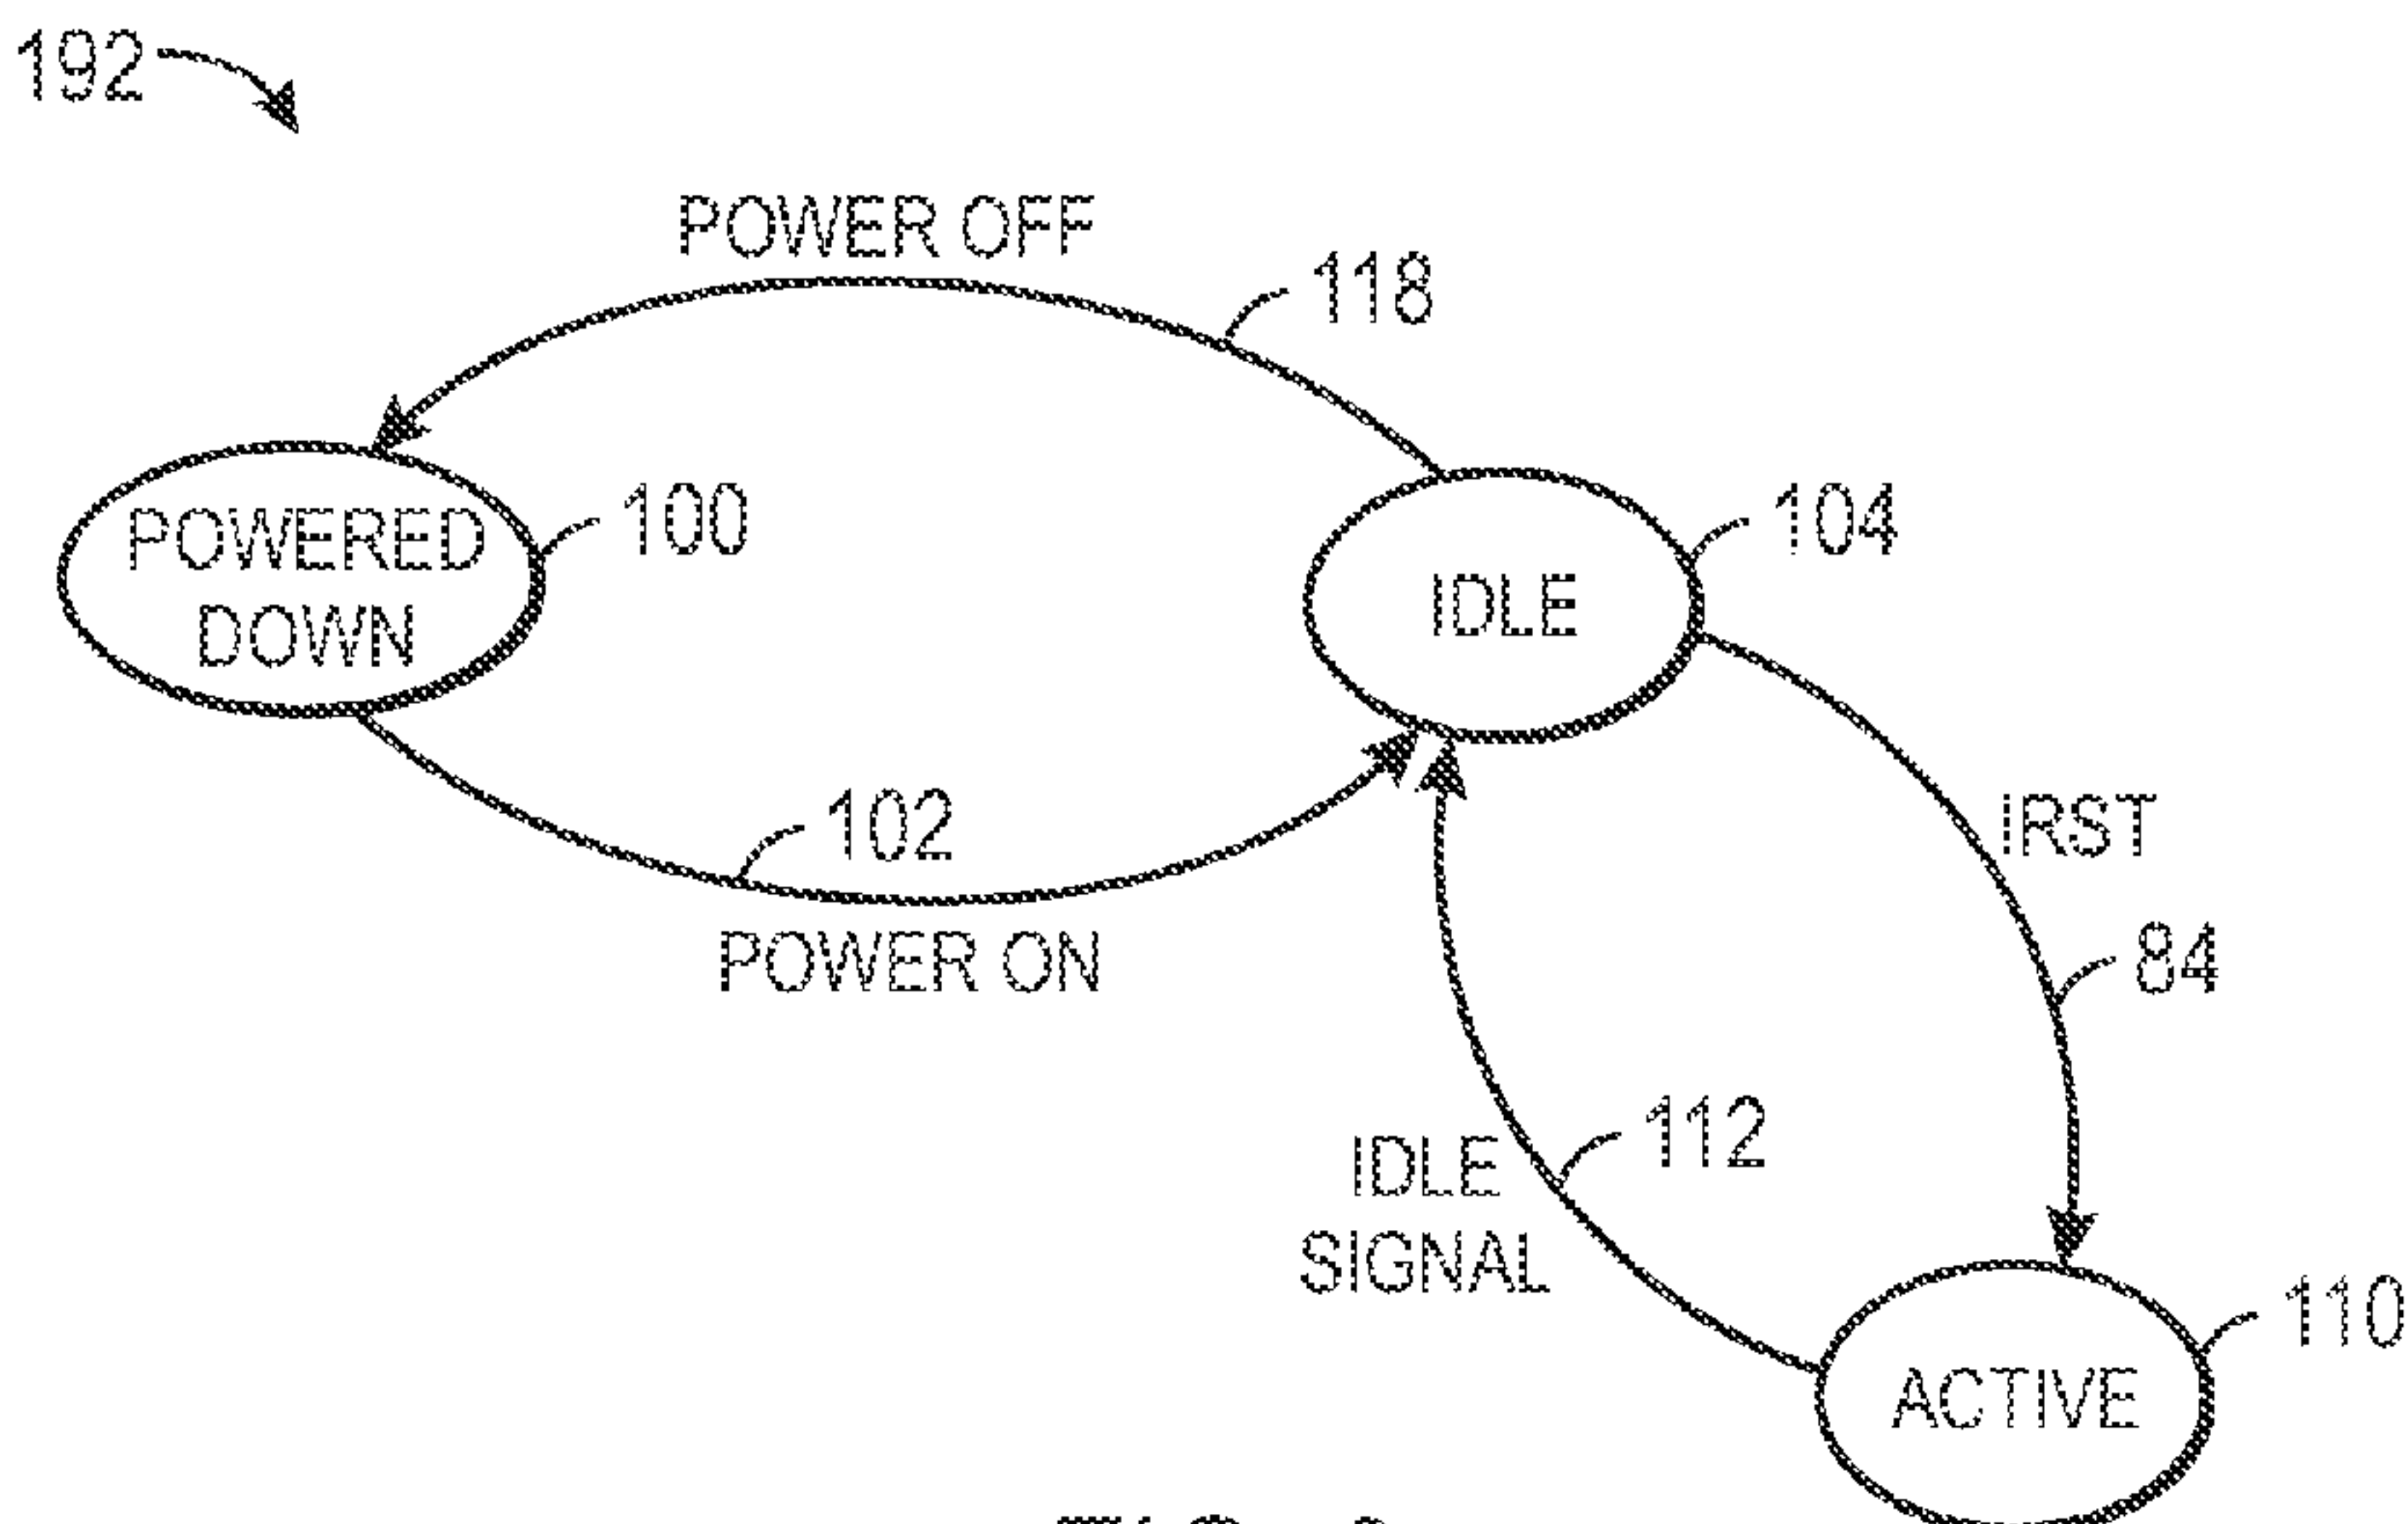 192
POWER OFF
118
POWERED
DOWN
100
IDLE
104
102
POWER ON
IRST
84
IDLE
SIGNAL
112
110
ACTIVE